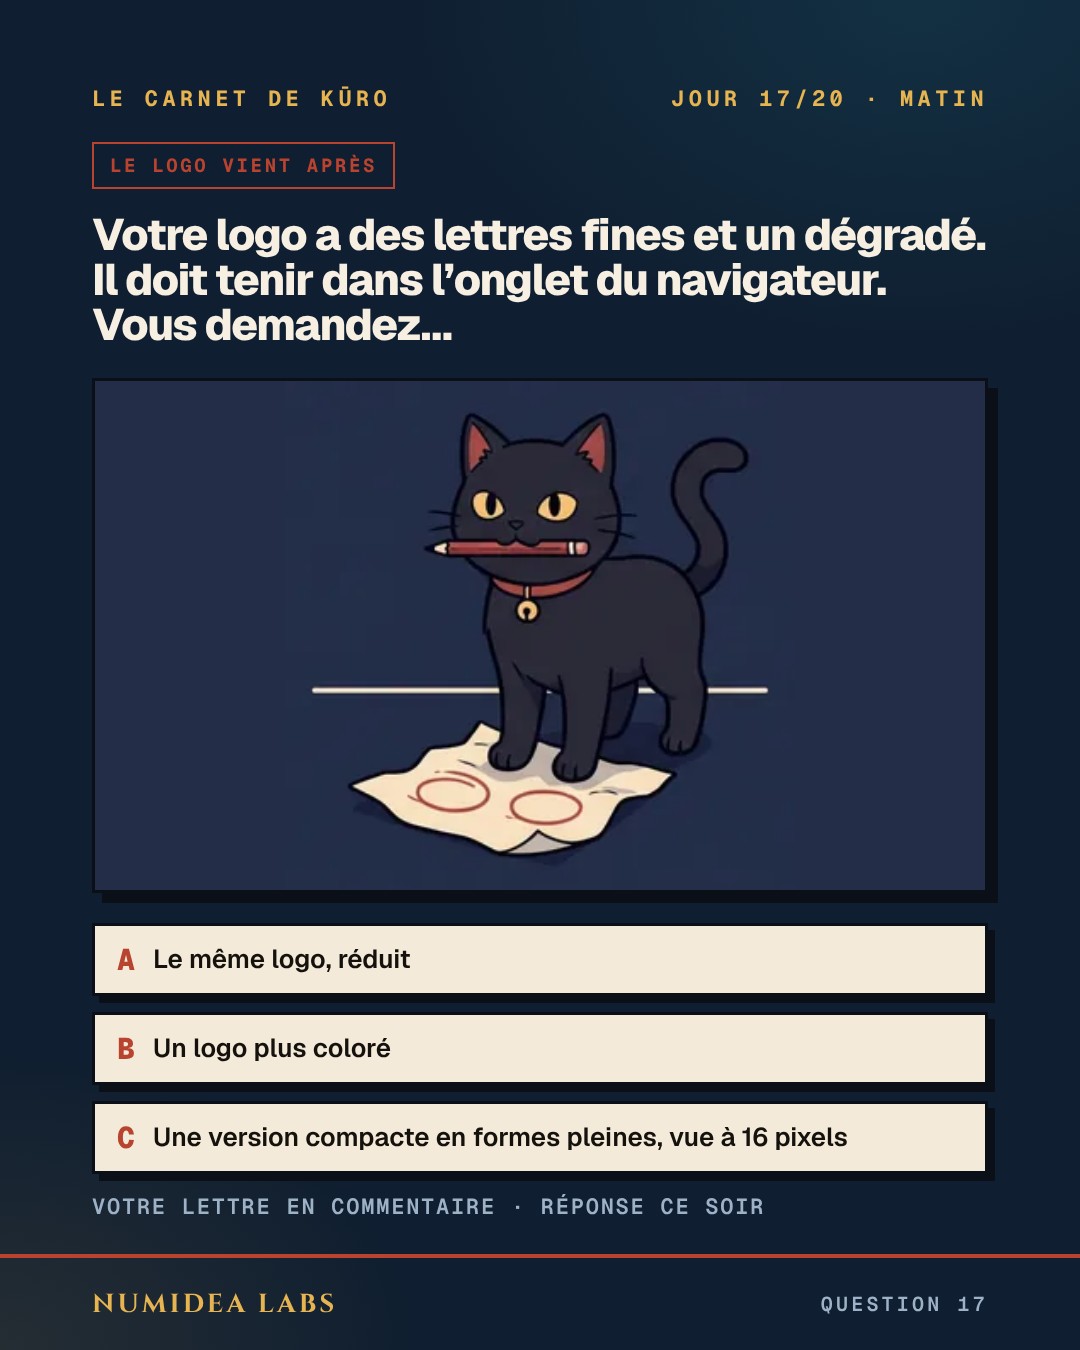 LE CARNET DE KŪRO
JOUR 17/20 · MATIN
LE LOGO VIENT APRÈS
Votre logo a des lettres fines et un dégradé.
Il doit tenir dans l’onglet du navigateur.
Vous demandez…
A Le même logo, réduit
B Un logo plus coloré
C Une version compacte en formes pleines, vue à 16 pixels
VOTRE LETTRE EN COMMENTAIRE · RÉPONSE CE SOIR
NUMIDEA LABS
QUESTION 17